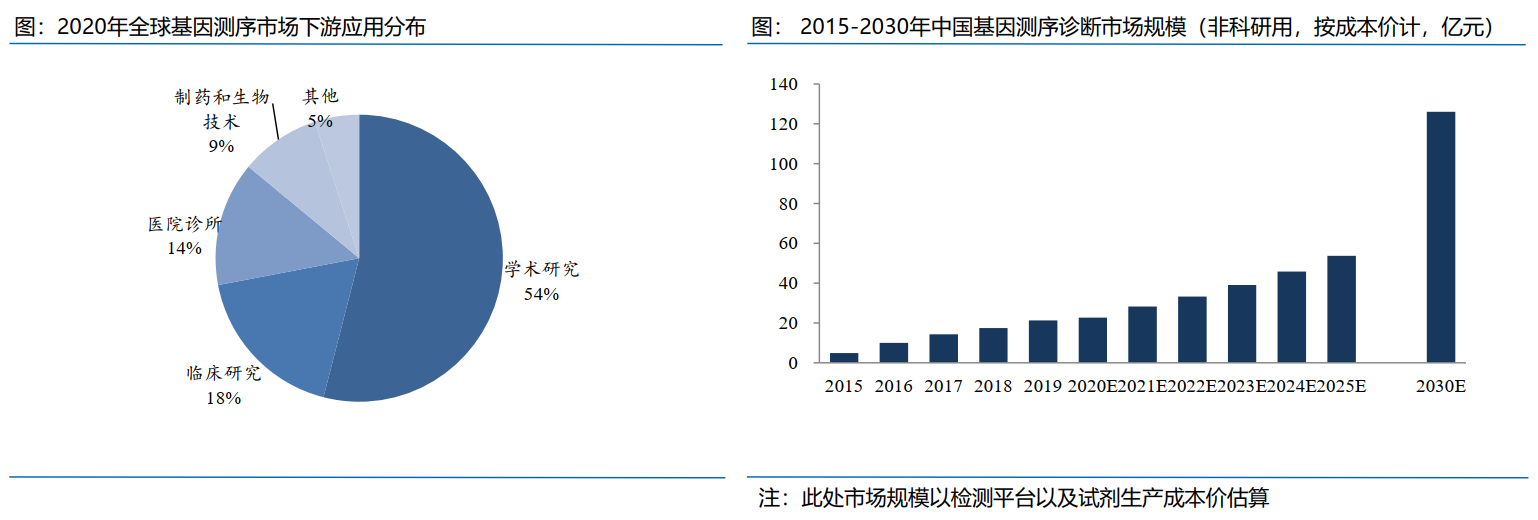 图：2020年全球基因测序市场下游应用分布
制药和生物
技术
9%
其他
5%
医院诊所
14%
学术研究
54%
临床研究
18%
图： 2015-2030年中国基因测序诊断市场规模（非科研用，按成本价计，亿元）
140
120
100
80
60
40
20
0
2015 2016 2017 2018 2019 2020E 2021E 2022E 2023E 2024E 2025E 2030E
注：此处市场规模以检测平台以及试剂生产成本价估算